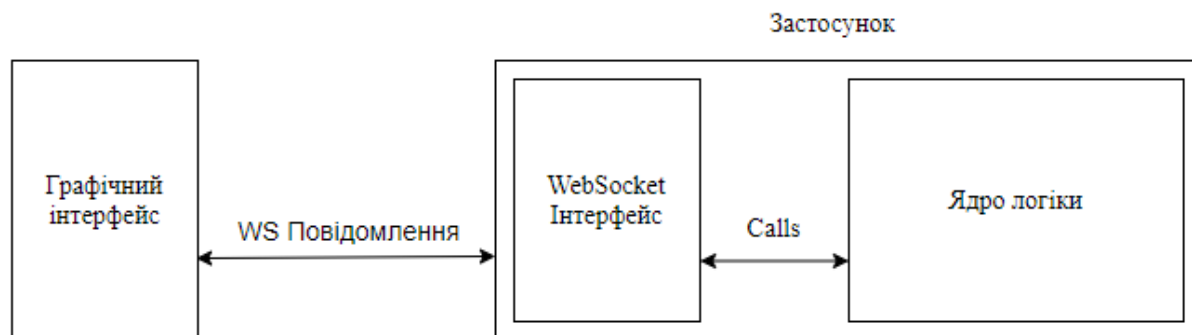 Застосунок
Графічний
інтерфейс
WS Повідомлення
WebSocket
Інтерфейс
Calls
Ядро логіки